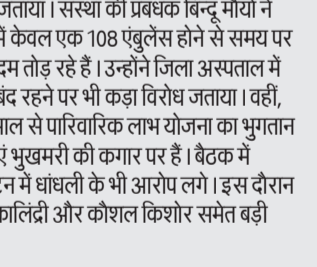 जताया। संस्था की प्रबंधक बिन्दू मौर्या ने
में केवल एक 108 एंबुलेंस होने से समय पर
दम तोड़ रहे हैं। उन्होंने जिला अस्पताल में
बंद रहने पर भी कड़ा विरोध जताया। वहीं,
साल से पारिवारिक लाभ योजना का भुगतान
एं भुखमरी की कगार पर हैं। बैठक में
टन में धांधली के भी आरोप लगे। इस दौरान
कालिंद्री और कौशल किशोर समेत बड़ी